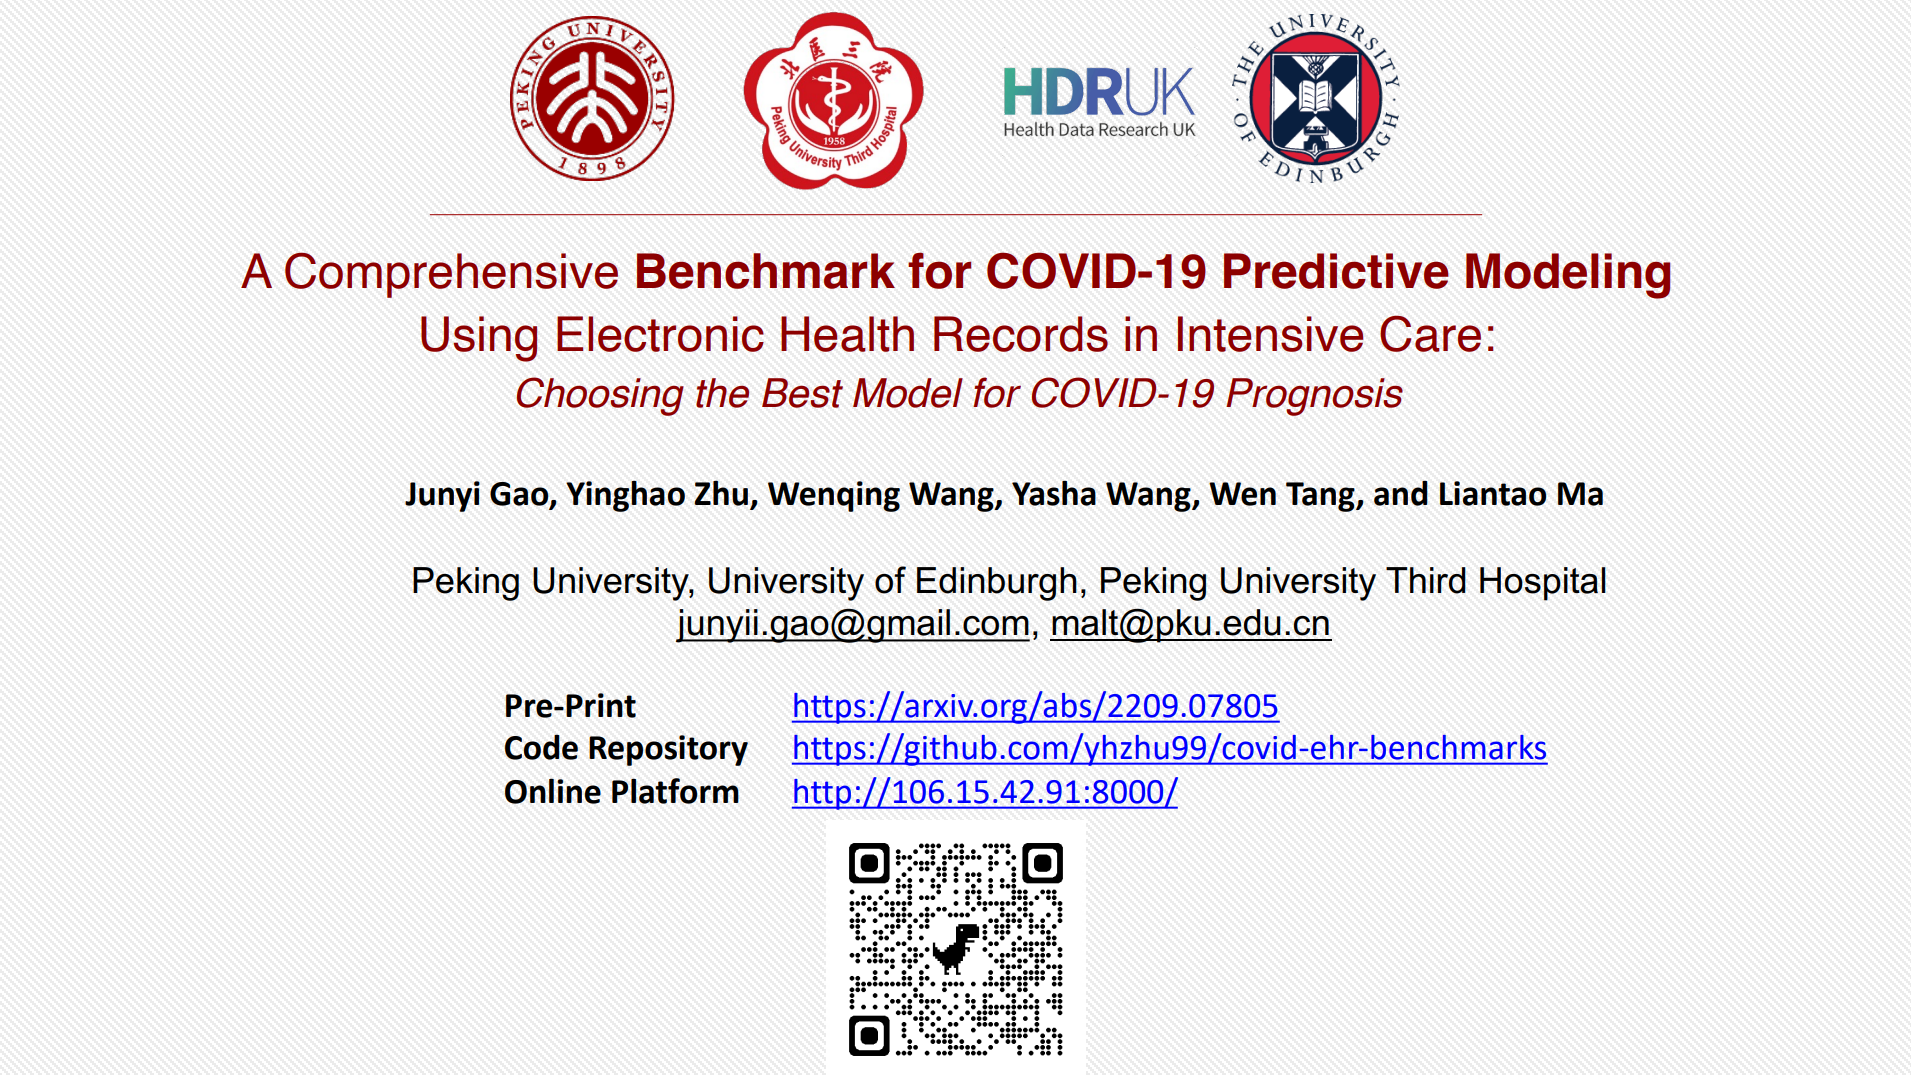 PEKING UNIVERSITY
1898
北医三院
1958
Peking University Third Hospital
HDRUK
Health Data Research UK
· THE UNIVERSITY · OF EDINBURGH
A Comprehensive Benchmark for COVID-19 Predictive Modeling
Using Electronic Health Records in Intensive Care:
Choosing the Best Model for COVID-19 Prognosis
Junyi Gao, Yinghao Zhu, Wenqing Wang, Yasha Wang, Wen Tang, and Liantao Ma
Peking University, University of Edinburgh, Peking University Third Hospital
junyii.gao@gmail.com, malt@pku.edu.cn
Pre-Print https://arxiv.org/abs/2209.07805
Code Repository https://github.com/yhzhu99/covid-ehr-benchmarks
Online Platform http://106.15.42.91:8000/